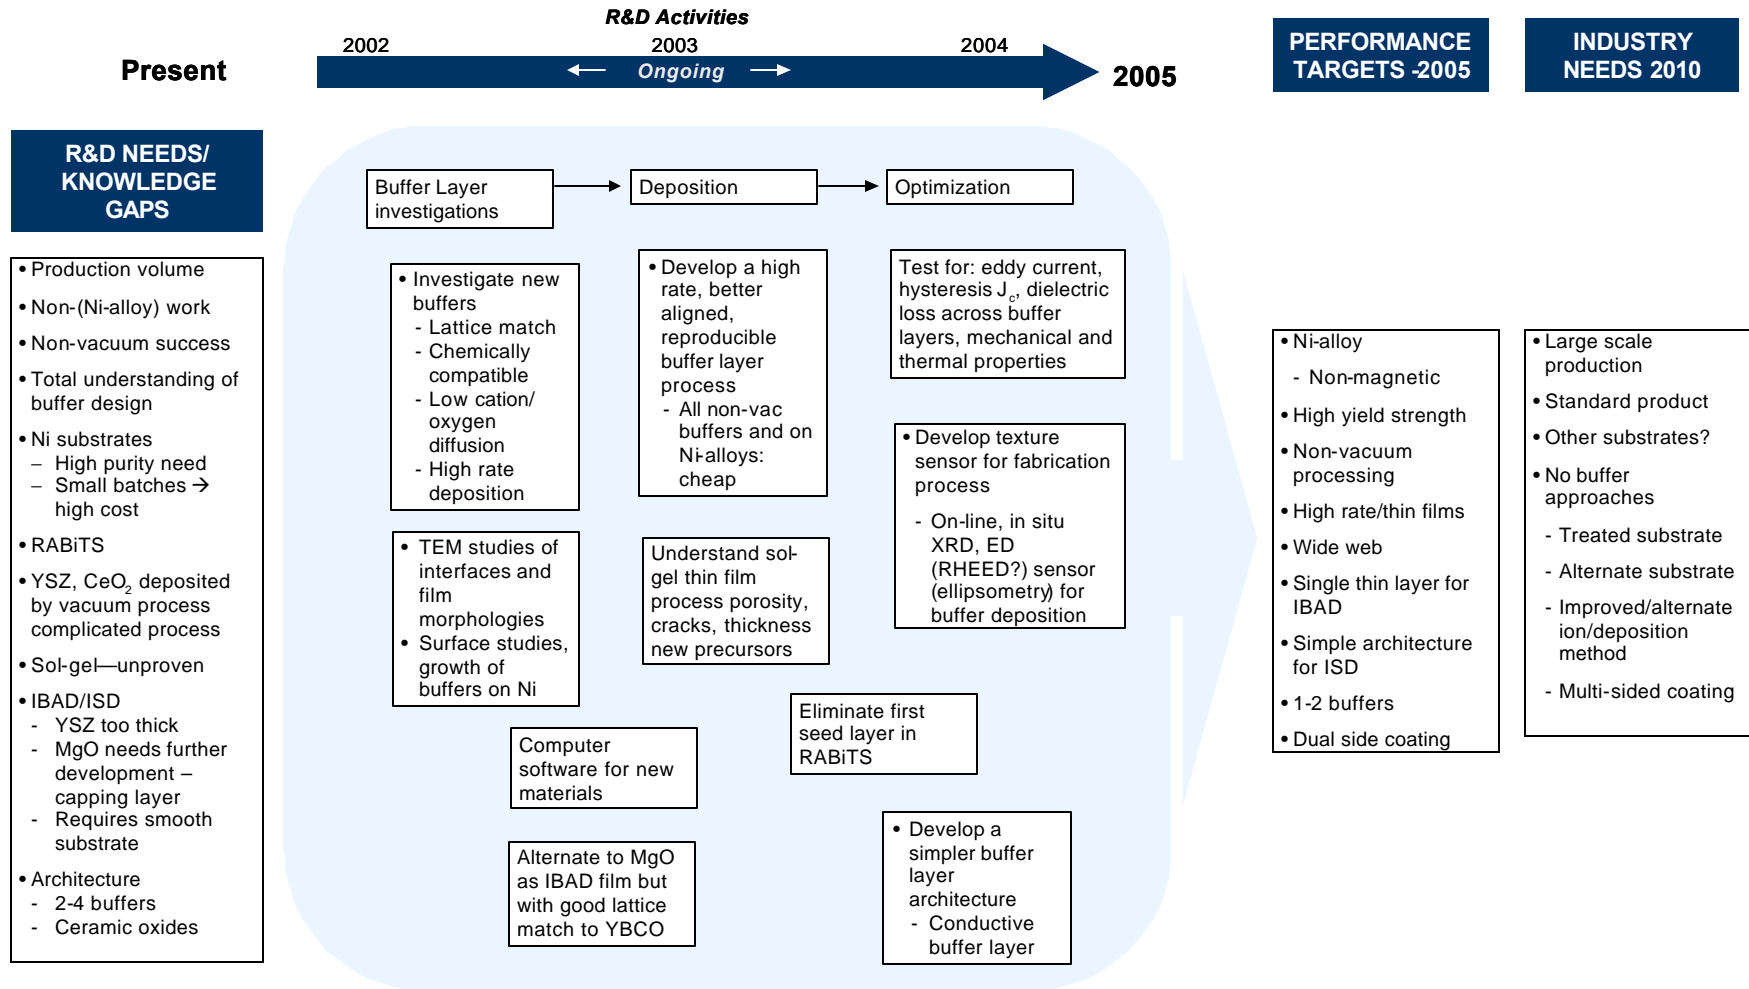 R&D Activities
2002
2003
2004
Present
Ongoing
2005
PERFORMANCE
TARGETS -2005
INDUSTRY
NEEDS 2010
R&D NEEDS/
KNOWLEDGE
GAPS
• Production volume
• Non-(Ni-alloy) work
• Non-vacuum success
• Total understanding of
buffer design
• Ni substrates
– High purity need
– Small batches →
high cost
• RABiTS
• YSZ, CeO2 deposited
by vacuum process
complicated process
• Sol-gel—unproven
• IBAD/ISD
- YSZ too thick
- MgO needs further
development –
capping layer
- Requires smooth
substrate
• Architecture
- 2-4 buffers
- Ceramic oxides
Buffer Layer
investigations
Deposition
Optimization
• Investigate new
buffers
- Lattice match
- Chemically
compatible
- Low cation/
oxygen
diffusion
- High rate
deposition
• Develop a high
rate, better
aligned,
reproducible
buffer layer
process
- All non-vac
buffers and on
Ni-alloys:
cheap
Test for: eddy current,
hysteresis Jc, dielectric
loss across buffer
layers, mechanical and
thermal properties
• TEM studies of
interfaces and
film
morphologies
• Surface studies,
growth of
buffers on Ni
Understand sol-
gel thin film
process porosity,
cracks, thickness
new precursors
• Develop texture
sensor for fabrication
process
- On-line, in situ
XRD, ED
(RHEED?) sensor
(ellipsometry) for
buffer deposition
Computer
software for new
materials
Eliminate first
seed layer in
RABiTS
Alternate to MgO
as IBAD film but
with good lattice
match to YBCO
• Develop a
simpler buffer
layer
architecture
- Conductive
buffer layer
• Ni-alloy
- Non-magnetic
• High yield strength
• Non-vacuum
processing
• High rate/thin films
• Wide web
• Single thin layer for
IBAD
• Simple architecture
for ISD
• 1-2 buffers
• Dual side coating
• Large scale
production
• Standard product
• Other substrates?
• No buffer
approaches
- Treated substrate
- Alternate substrate
- Improved/alternate
ion/deposition
method
- Multi-sided coating